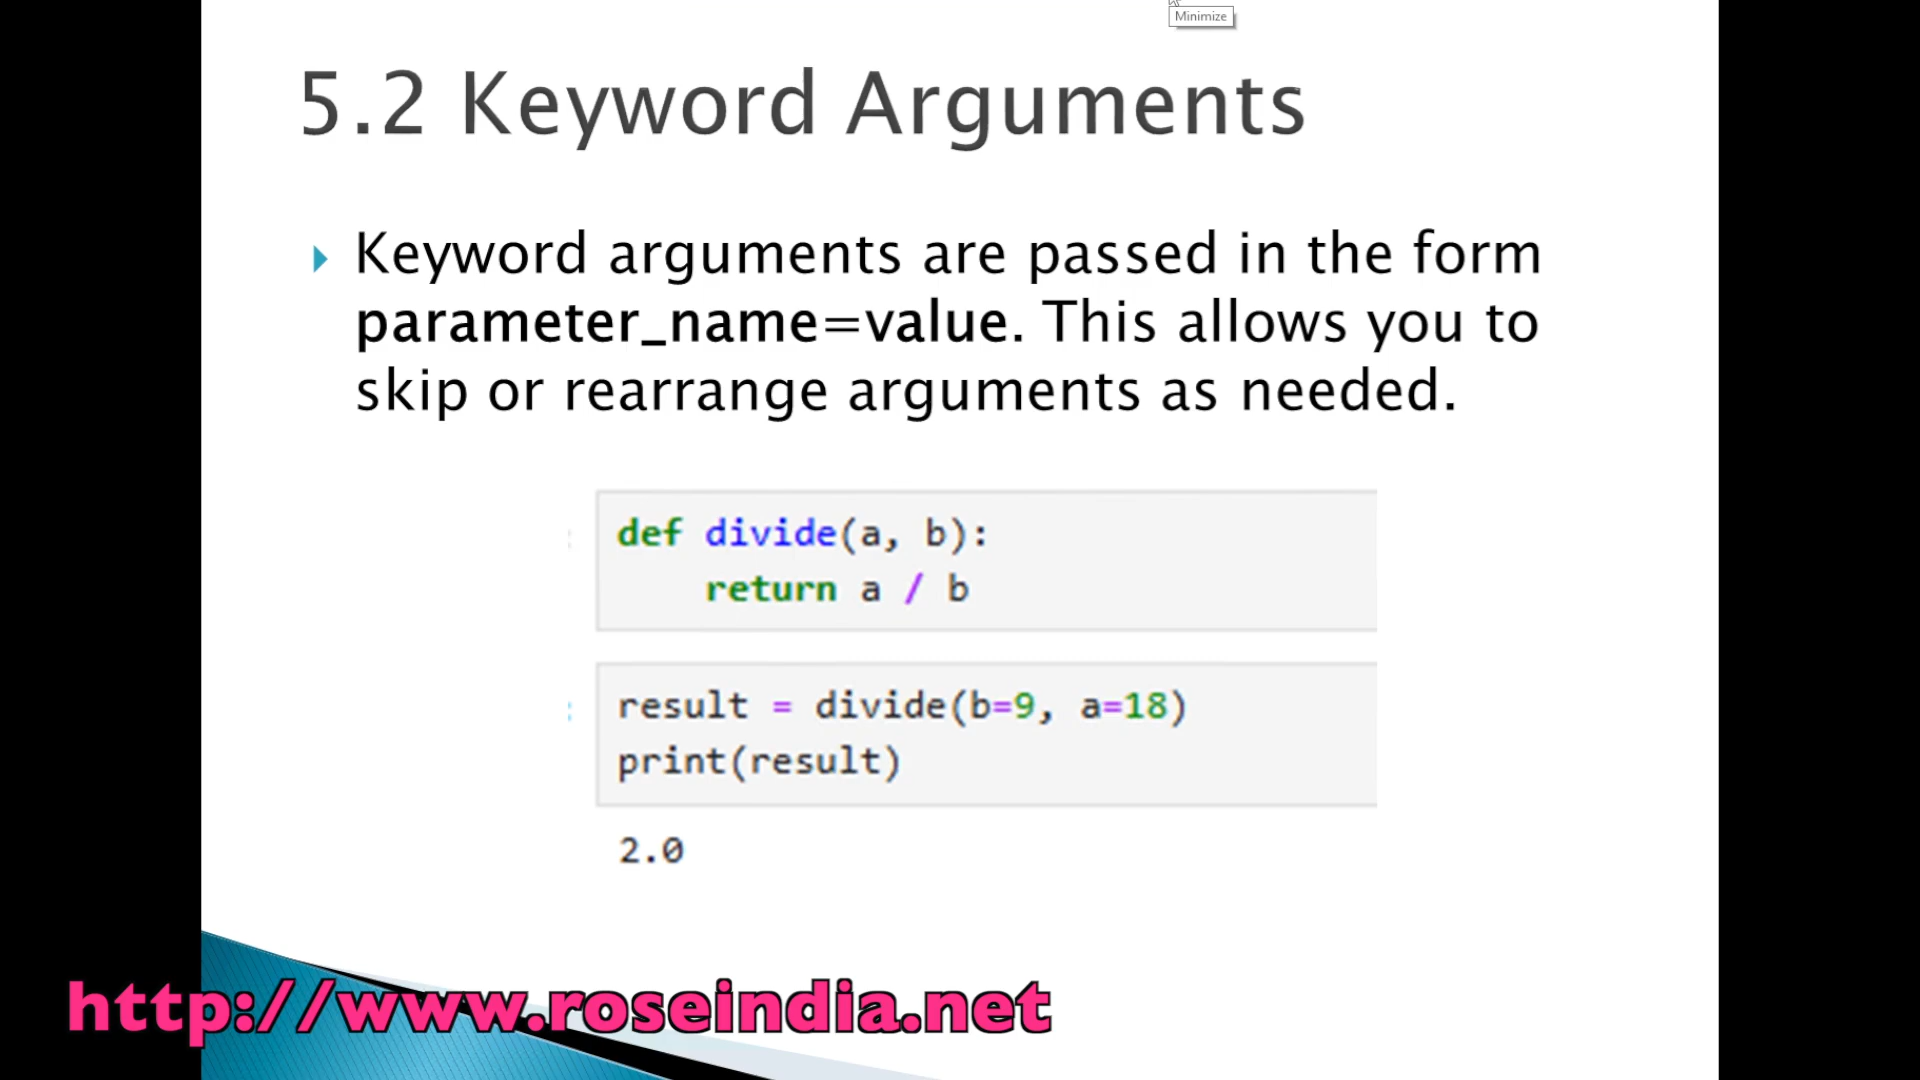 Minimize
5.2 Keyword Arguments
Keyword arguments are passed in the form
parameter_name=value. This allows you to
skip or rearrange arguments as needed.
def divide(a, b):
    return a / b
result = divide(b=9, a=18)
print(result)
2.0
http://www.roseindia.net